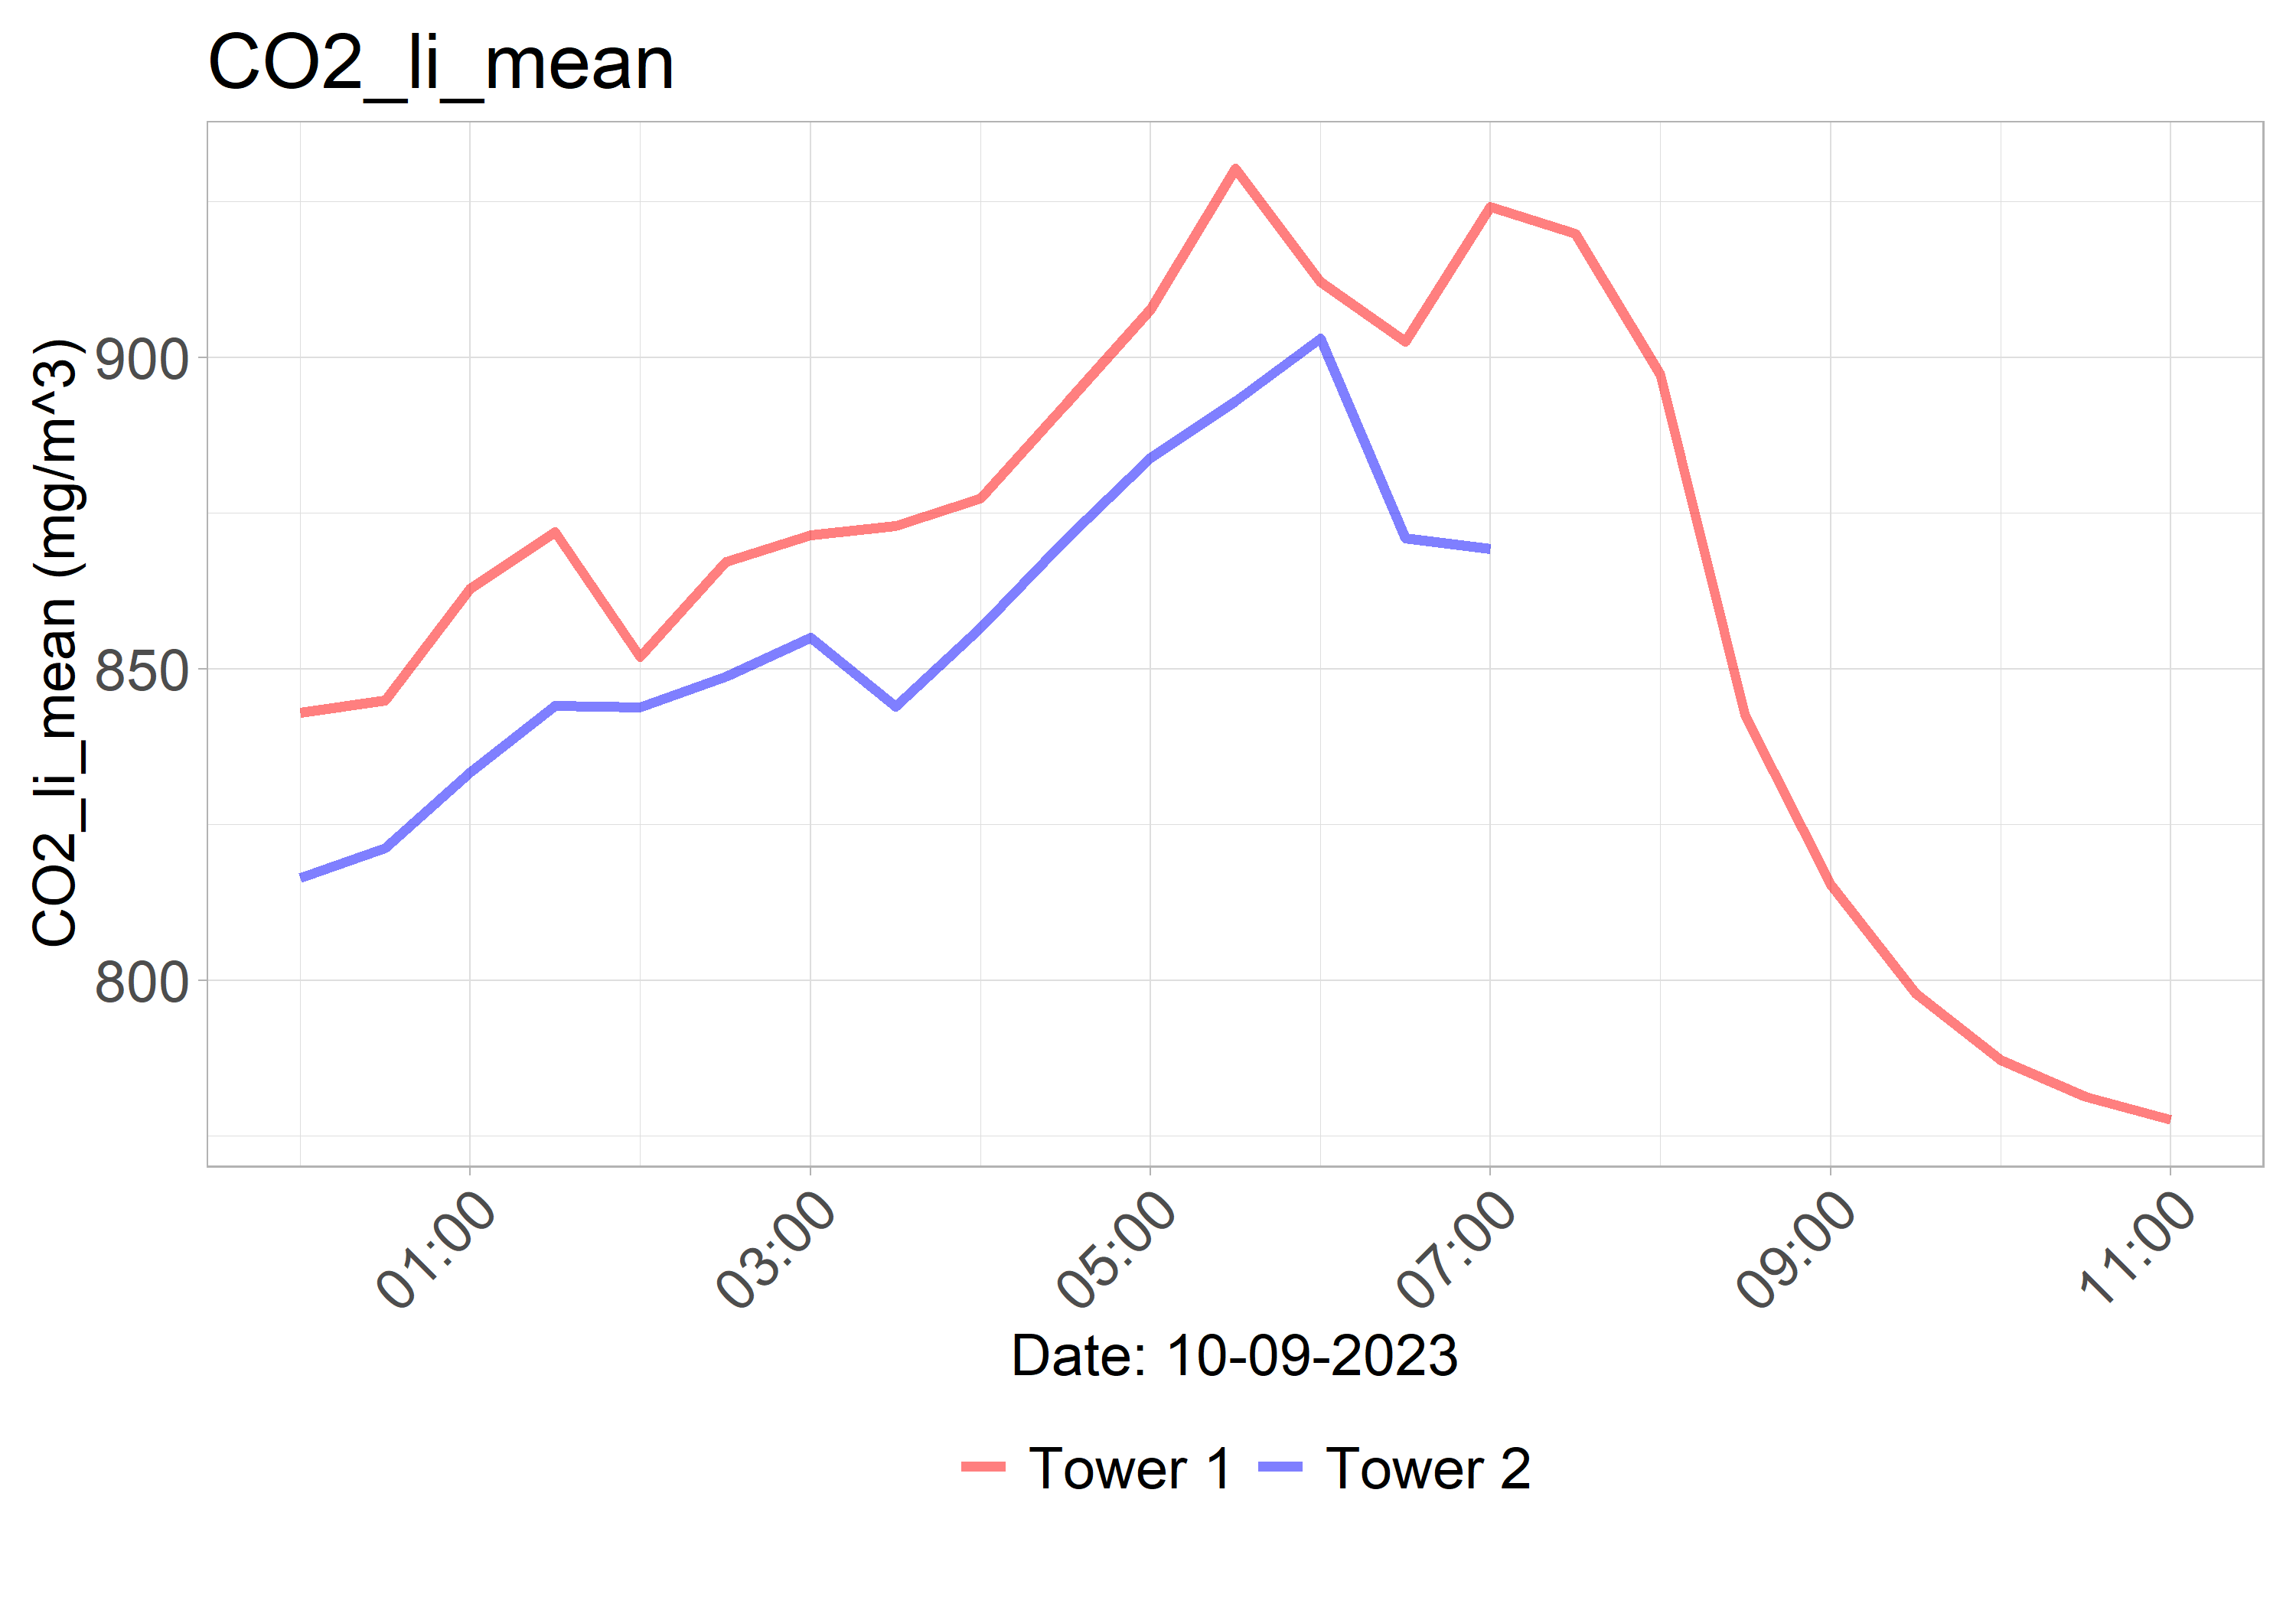 CO2_li_mean
CO2_li_mean (mg/m^3)
900
850
800
01:00
03:00
05:00
07:00
09:00
11:00
Date: 10-09-2023
Tower 1
Tower 2